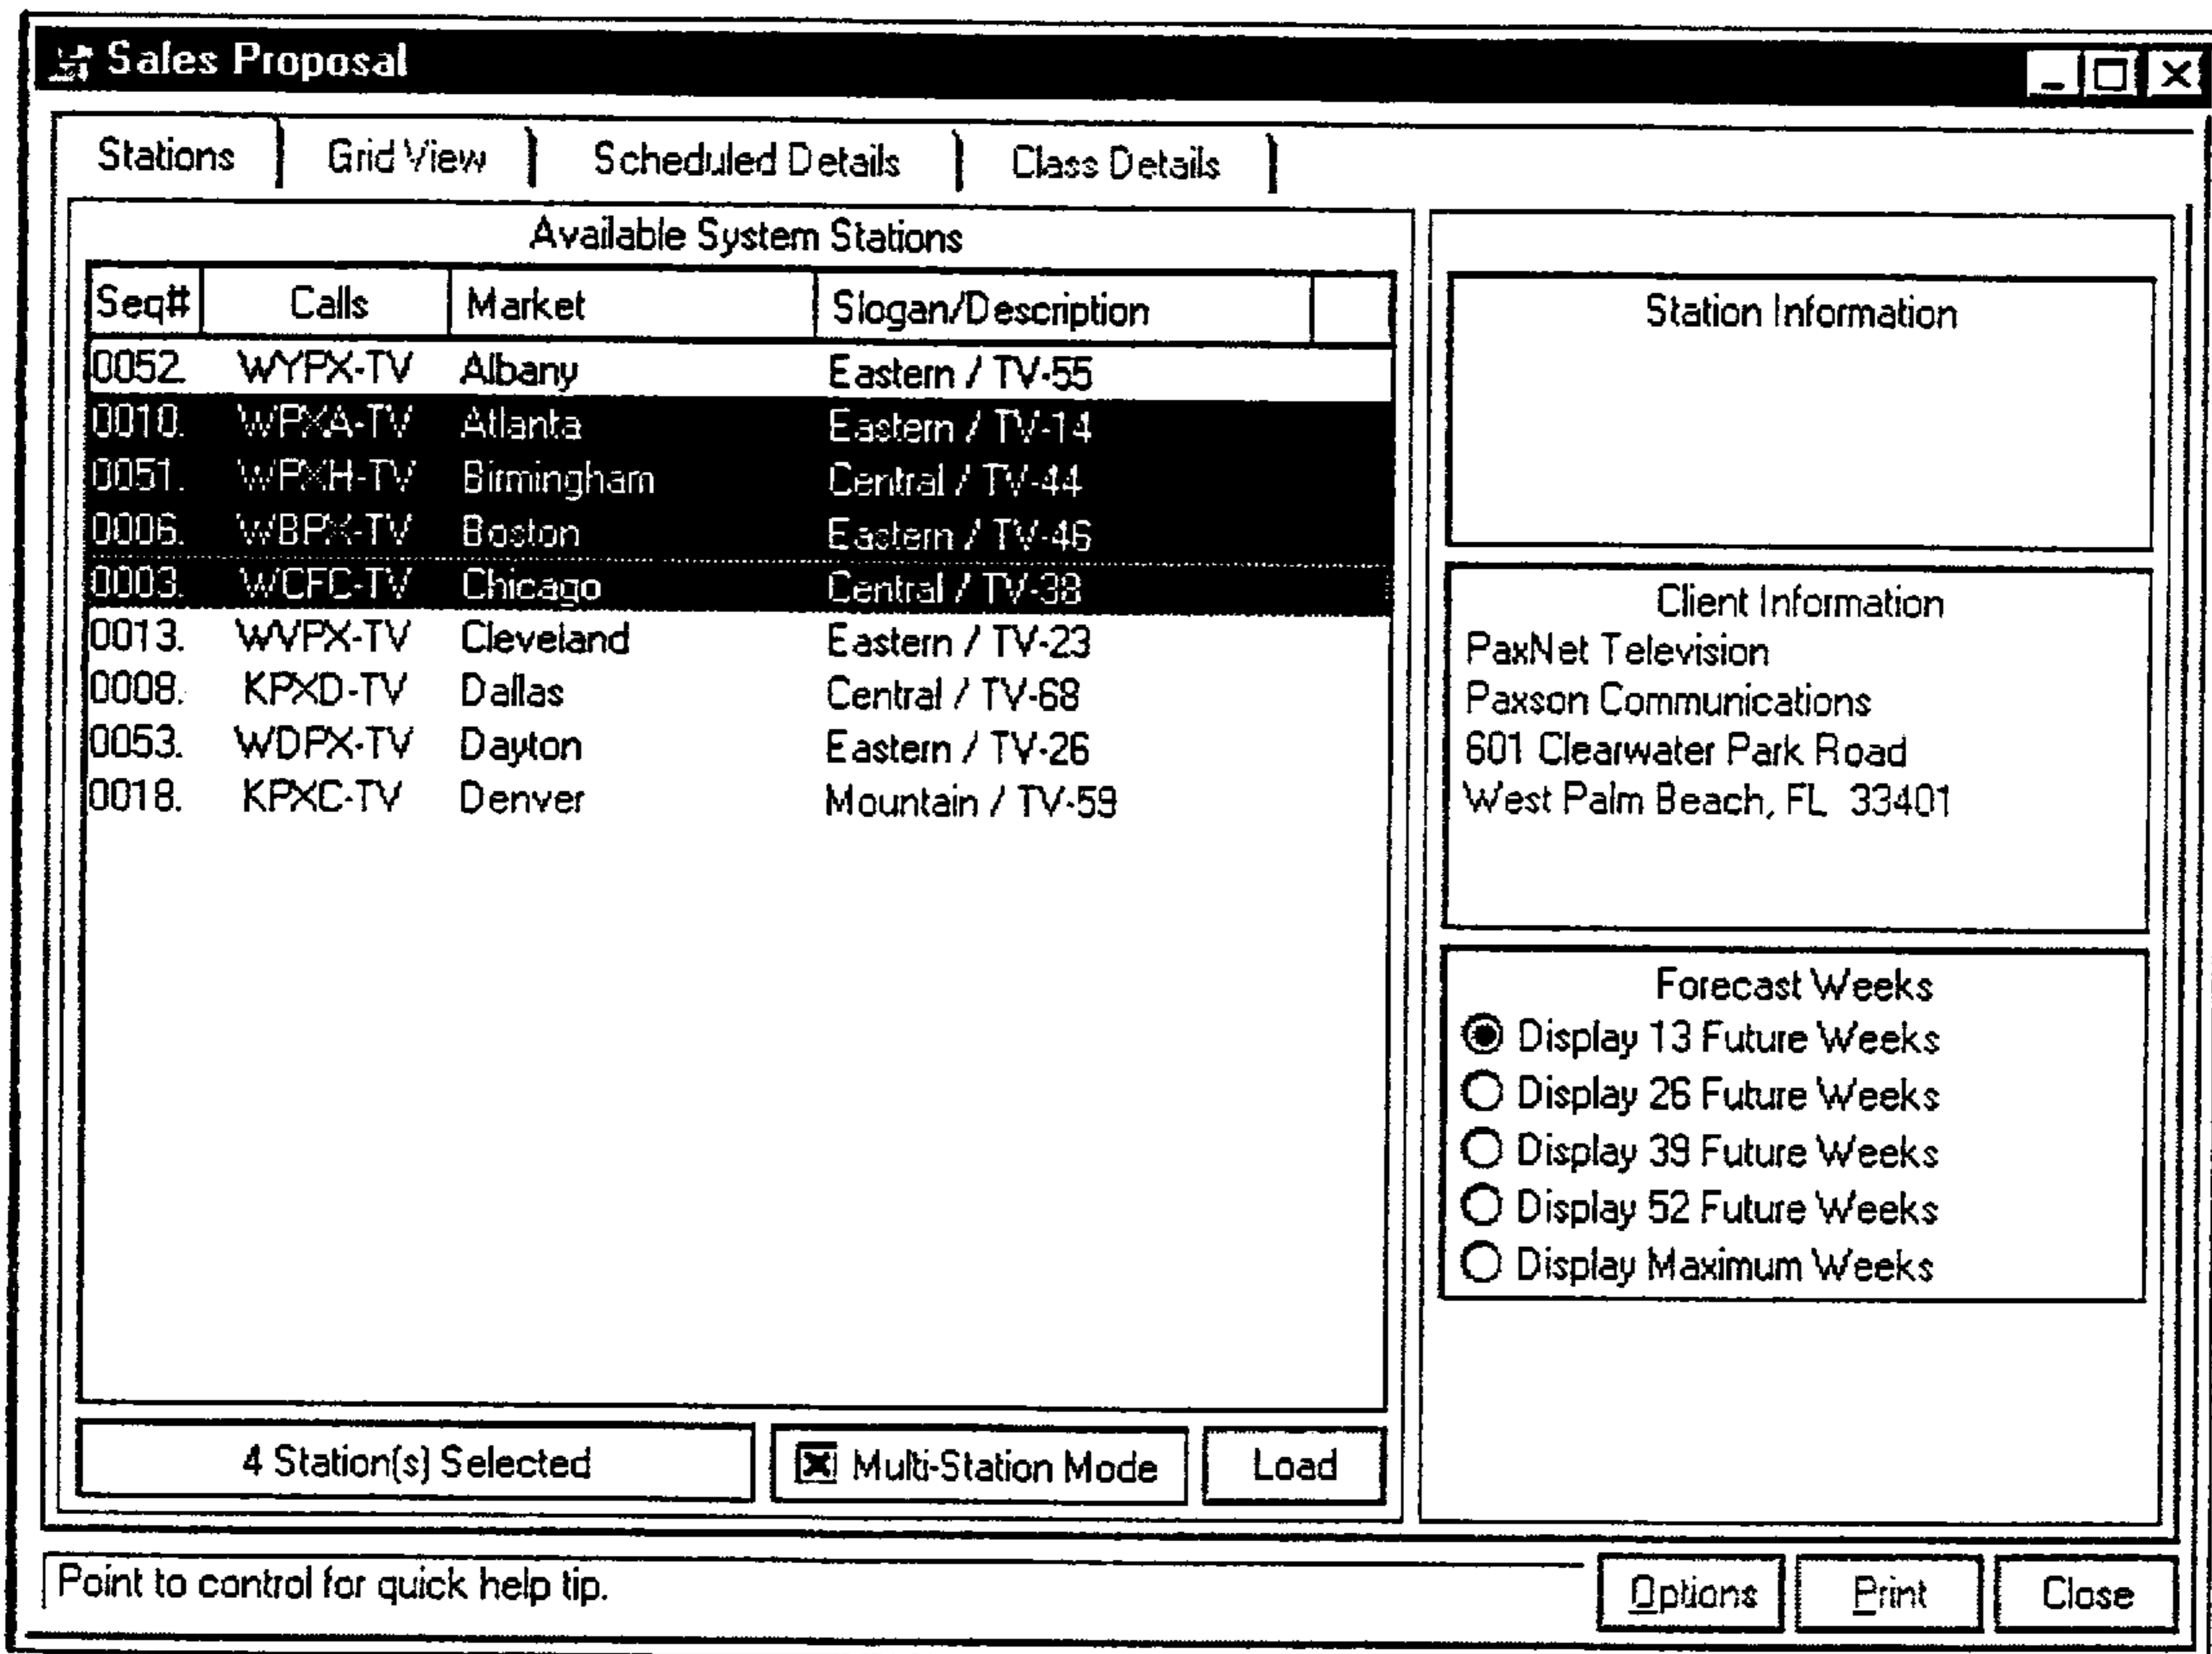 Sales Proposal
Stations Grid View Scheduled Details Class Details
Available System Stations
Seq# Calls Market Slogan/Description
0052. WYPX-TV Albany Eastern / TV-55
0010. WPXA-TV Atlanta Eastern / TV-14
0051. WPXH-TV Birmingham Central / TV-44
0006. WBPX-TV Boston Eastern / TV-46
0003. WCFC-TV Chicago Central / TV-38
0013. WVPX-TV Cleveland Eastern / TV-23
0008. KPXD-TV Dallas Central / TV-68
0053. WDPX-TV Dayton Eastern / TV-26
0018. KPXC-TV Denver Mountain / TV-59
4 Station(s) Selected Multi-Station Mode Load
Station Information
Client Information
PaxNet Television
Paxson Communications
601 Clearwater Park Road
West Palm Beach, FL 33401
Forecast Weeks
Display 13 Future Weeks
Display 26 Future Weeks
Display 39 Future Weeks
Display 52 Future Weeks
Display Maximum Weeks
Point to control for quick help tip. Options Print Close